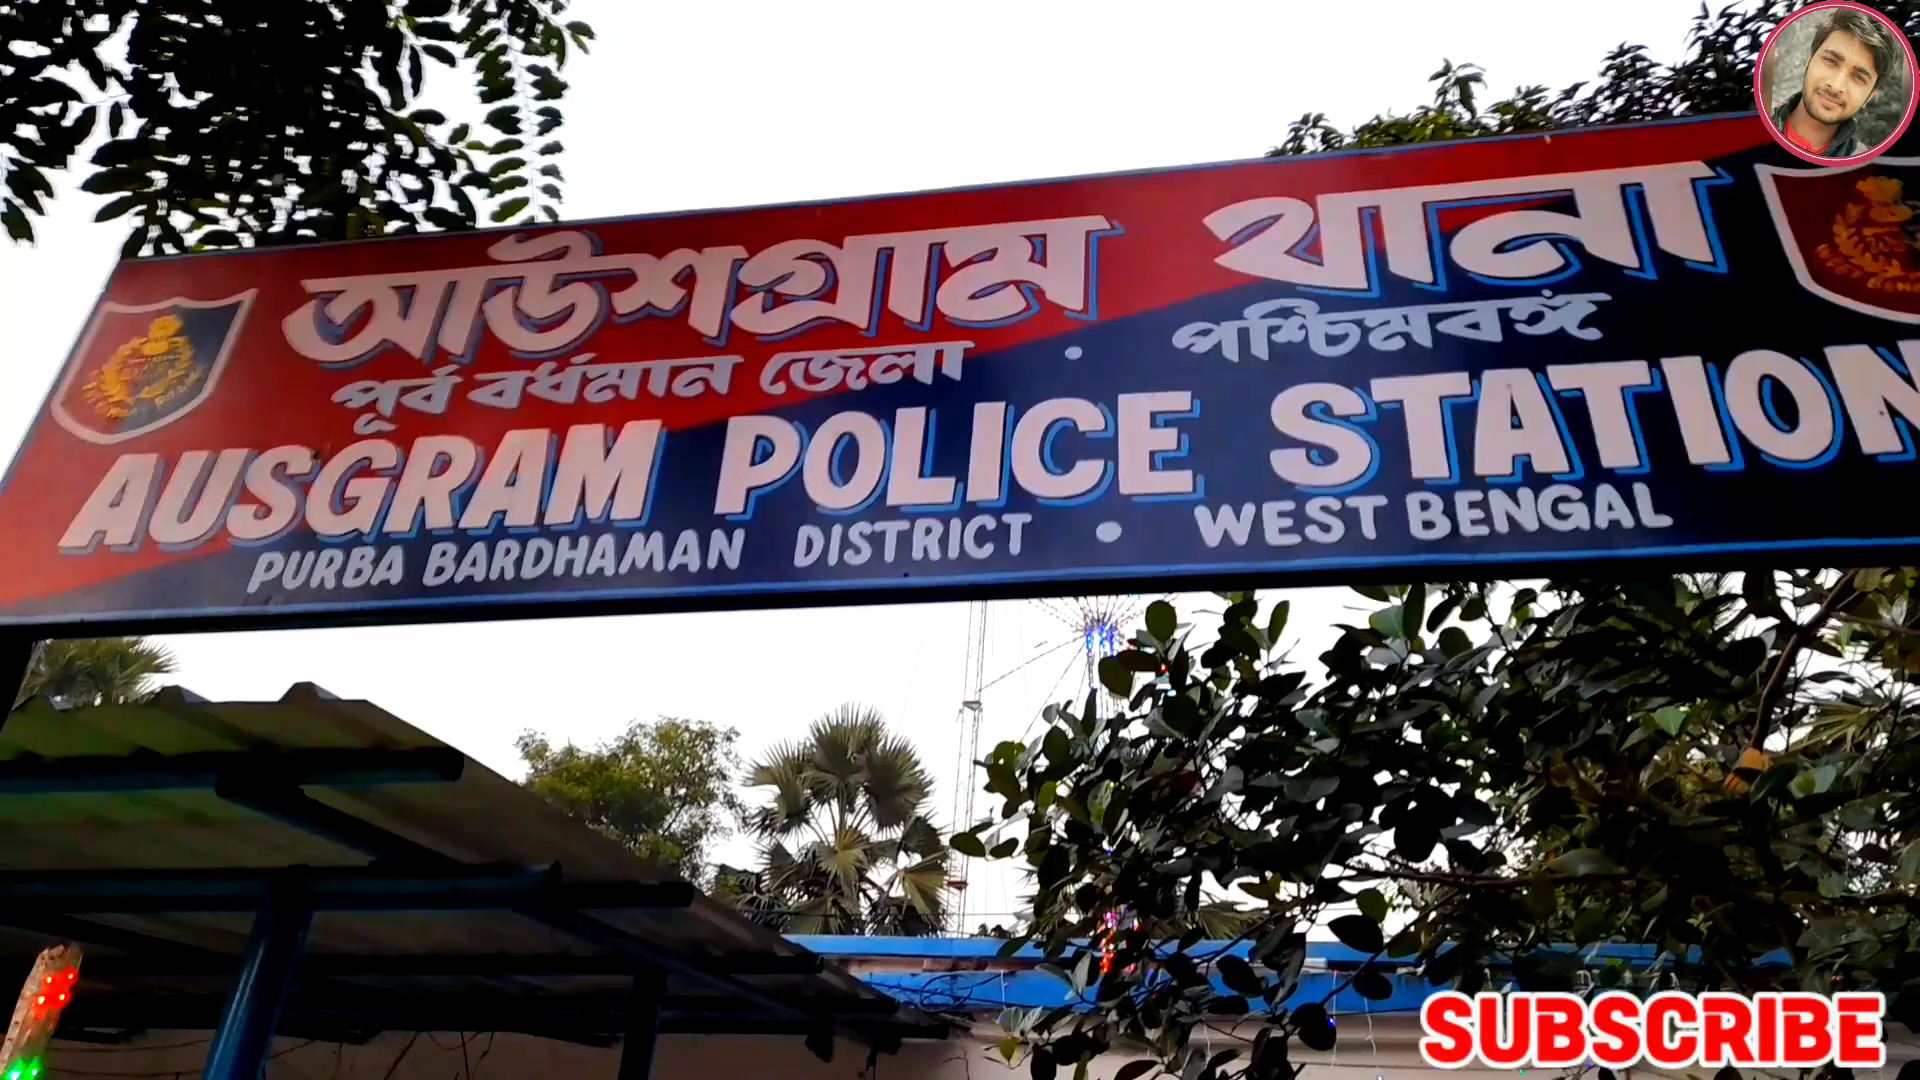 আউশগ্রাম থানা
পূর্ব বর্ধমান জেলা • পশ্চিমবঙ্গ
AUSGRAM POLICE STATION
PURBA BARDHAMAN DISTRICT • WEST BENGAL
SUBSCRIBE